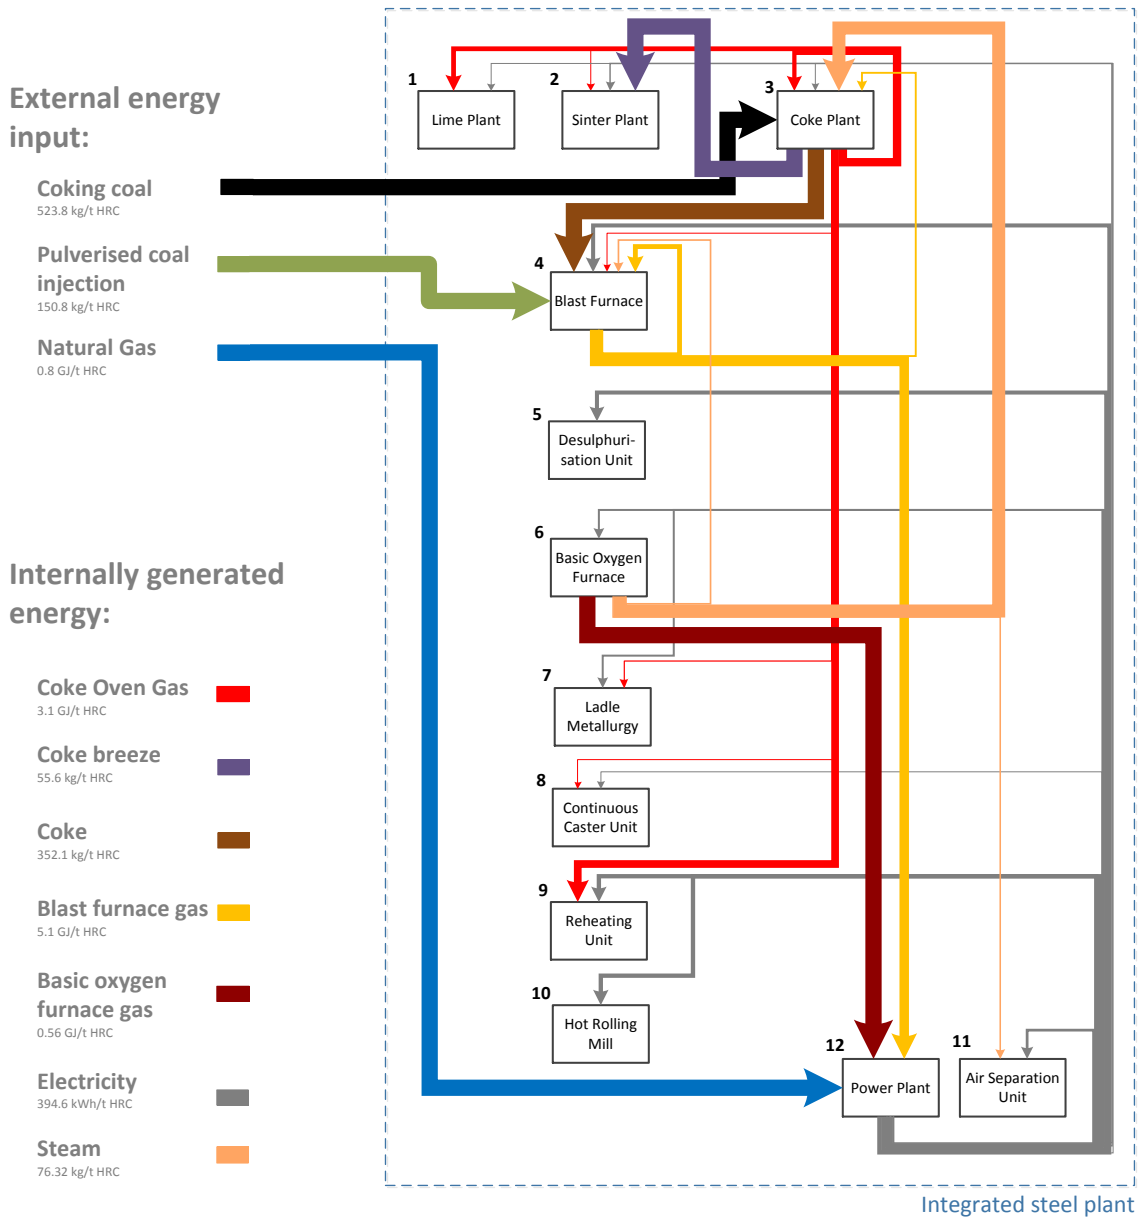 External energy
input:
Coking coal
523.8 kg/t HRC
Pulverised coal
injection
150.8 kg/t HRC
Natural Gas
0.8 GJ/t HRC
Internally generated
energy:
Coke Oven Gas
3.1 GJ/t HRC
Coke breeze
55.6 kg/t HRC
Coke
352.1 kg/t HRC
Blast furnace gas
5.1 GJ/t HRC
Basic oxygen
furnace gas
0.56 GJ/t HRC
Electricity
394.6 kWh/t HRC
Steam
76.32 kg/t HRC
1
Lime Plant
2
Sinter Plant
3
Coke Plant
4
Blast Furnace
5
Desulphuri-
sation Unit
6
Basic Oxygen
Furnace
7
Ladle
Metallurgy
8
Continuous
Caster Unit
9
Reheating
Unit
10
Hot Rolling
Mill
11
Air Separation
Unit
12
Power Plant
Integrated steel plant